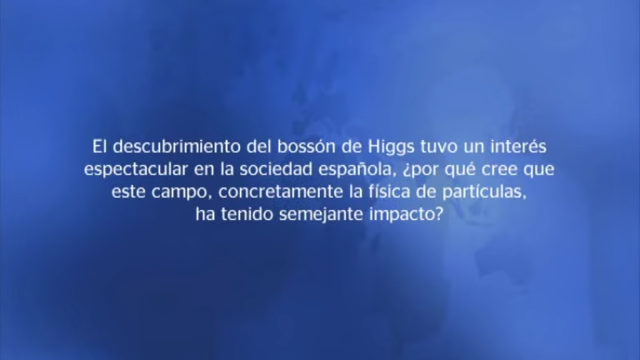 El descubrimiento del bossón de Higgs tuvo un interés
espectacular en la sociedad española, ¿por qué cree que
este campo, concretamente la física de partículas,
ha tenido semejante impacto?